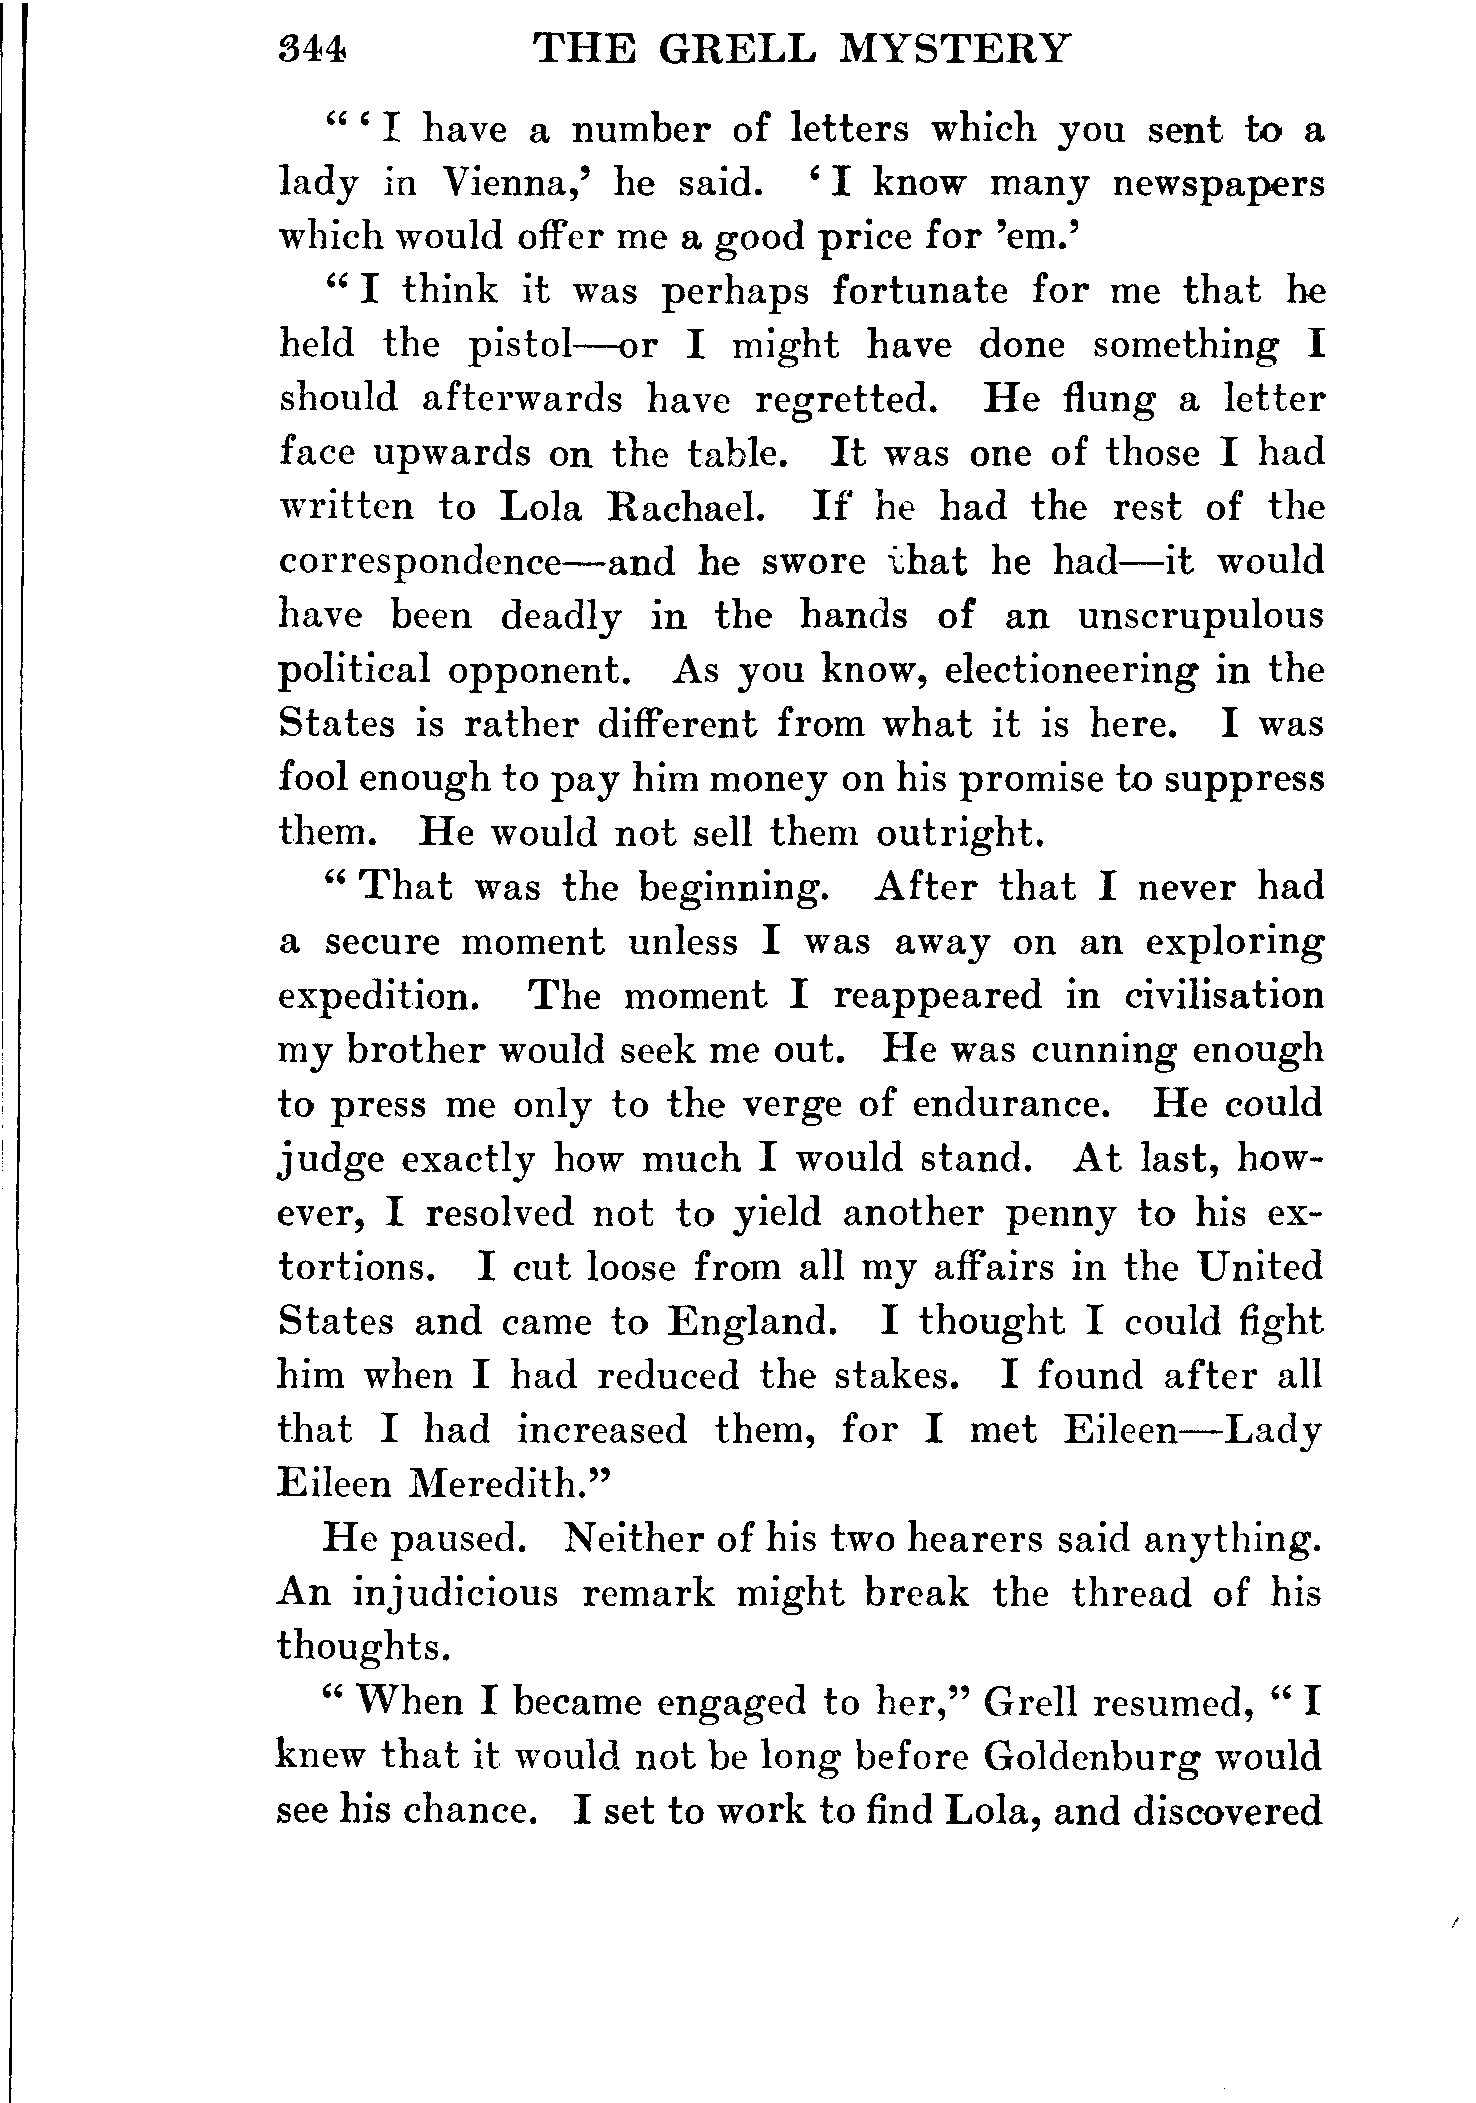 344 THE GRELL MYSTERY
“ ‘ I have a number of letters which you sent to a
lady in Vienna,’ he said. ‘ I know many newspapers
which would offer me a good price for ’em.’
“ I think it was perhaps fortunate for me that he
held the pistol—or I might have done something I
should afterwards have regretted. He flung a letter
face upwards on the table. It was one of those I had
written to Lola Rachael. If he had the rest of the
correspondence—and he swore that he had—it would
have been deadly in the hands of an unscrupulous
political opponent. As you know, electioneering in the
States is rather different from what it is here. I was
fool enough to pay him money on his promise to suppress
them. He would not sell them outright.
“ That was the beginning. After that I never had
a secure moment unless I was away on an exploring
expedition. The moment I reappeared in civilisation
my brother would seek me out. He was cunning enough
to press me only to the verge of endurance. He could
judge exactly how much I would stand. At last, how-
ever, I resolved not to yield another penny to his ex-
tortions. I cut loose from all my affairs in the United
States and came to England. I thought I could fight
him when I had reduced the stakes. I found after all
that I had increased them, for I met Eileen—Lady
Eileen Meredith.”
He paused. Neither of his two hearers said anything.
An injudicious remark might break the thread of his
thoughts.
“ When I became engaged to her,” Grell resumed, “ I
knew that it would not be long before Goldenburg would
see his chance. I set to work to find Lola, and discovered